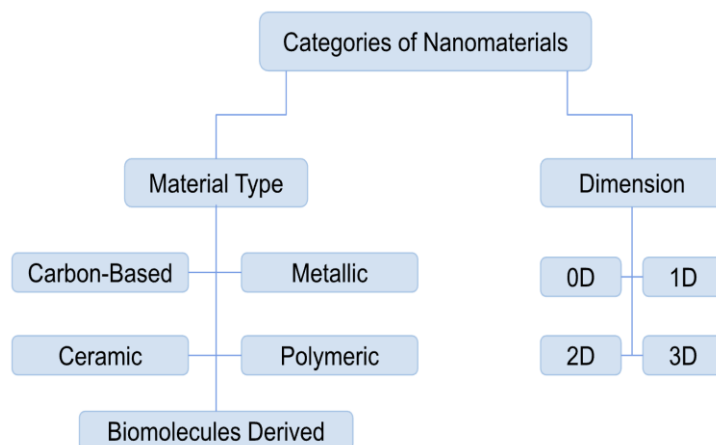 Categories of Nanomaterials
Material Type
Dimension
Carbon-Based
Metallic
0D
1D
Ceramic
Polymeric
2D
3D
Biomolecules Derived